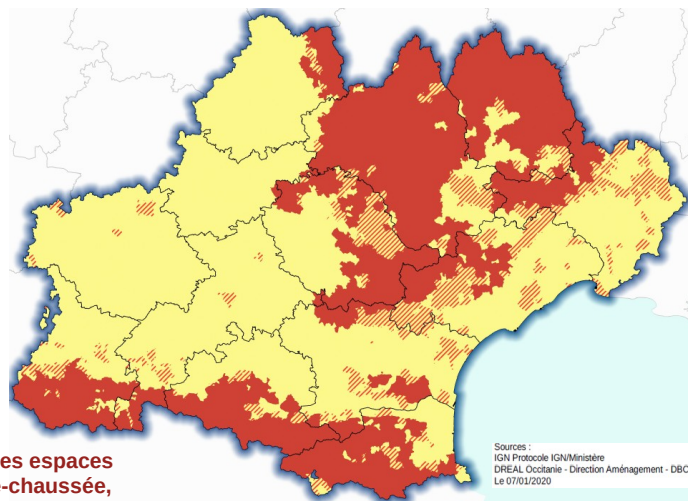 es espaces
-chaussée,
Sources :
IGN Protocole IGN/Ministère
DREAL Occitanie - Direction Aménagement - DBC
Le 07/01/2020